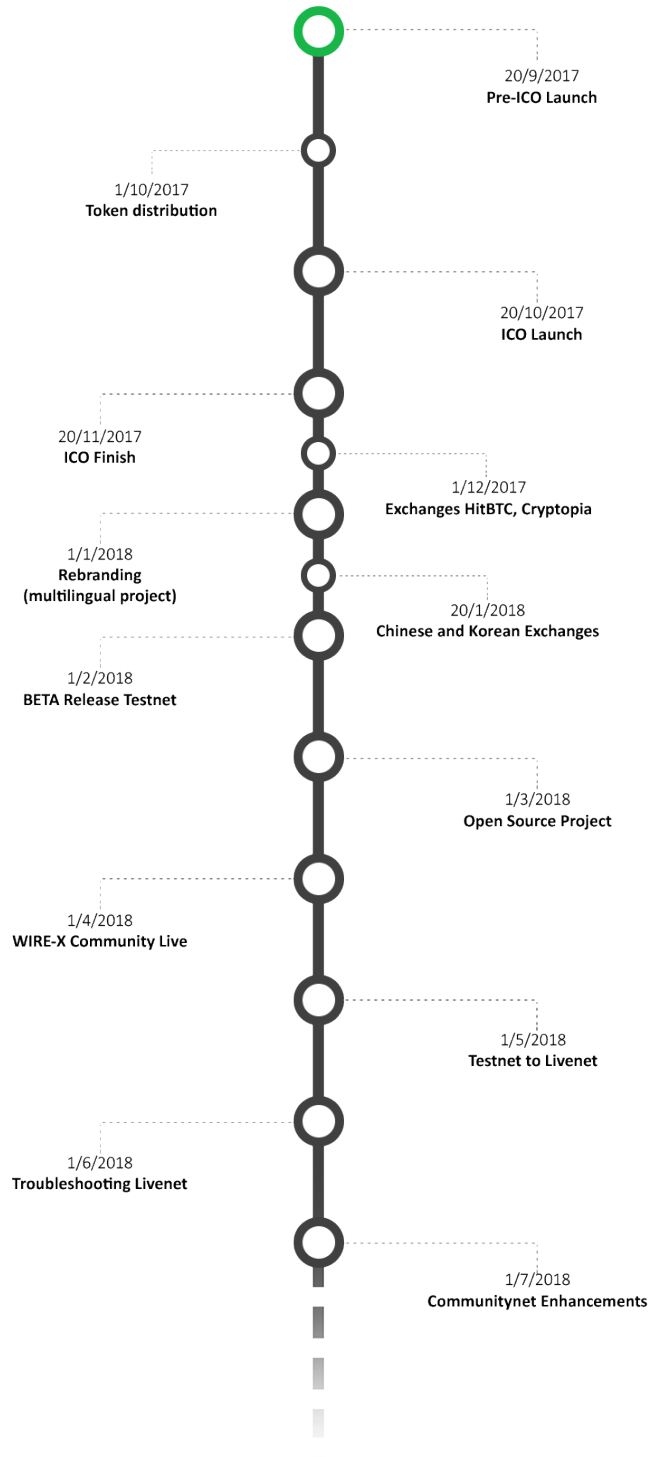 20/9/2017
Pre-ICO Launch
1/10/2017
Token distribution
20/10/2017
ICO Launch
20/11/2017
ICO Finish
1/12/2017
Exchanges HitBTC, Cryptopia
1/1/2018
Rebranding
(multilingual project)
20/1/2018
Chinese and Korean Exchanges
1/2/2018
BETA Release Testnet
1/3/2018
Open Source Project
1/4/2018
WIRE-X Community Live
1/5/2018
Testnet to Livenet
1/6/2018
Troubleshooting Livenet
1/7/2018
Communitynet Enhancements